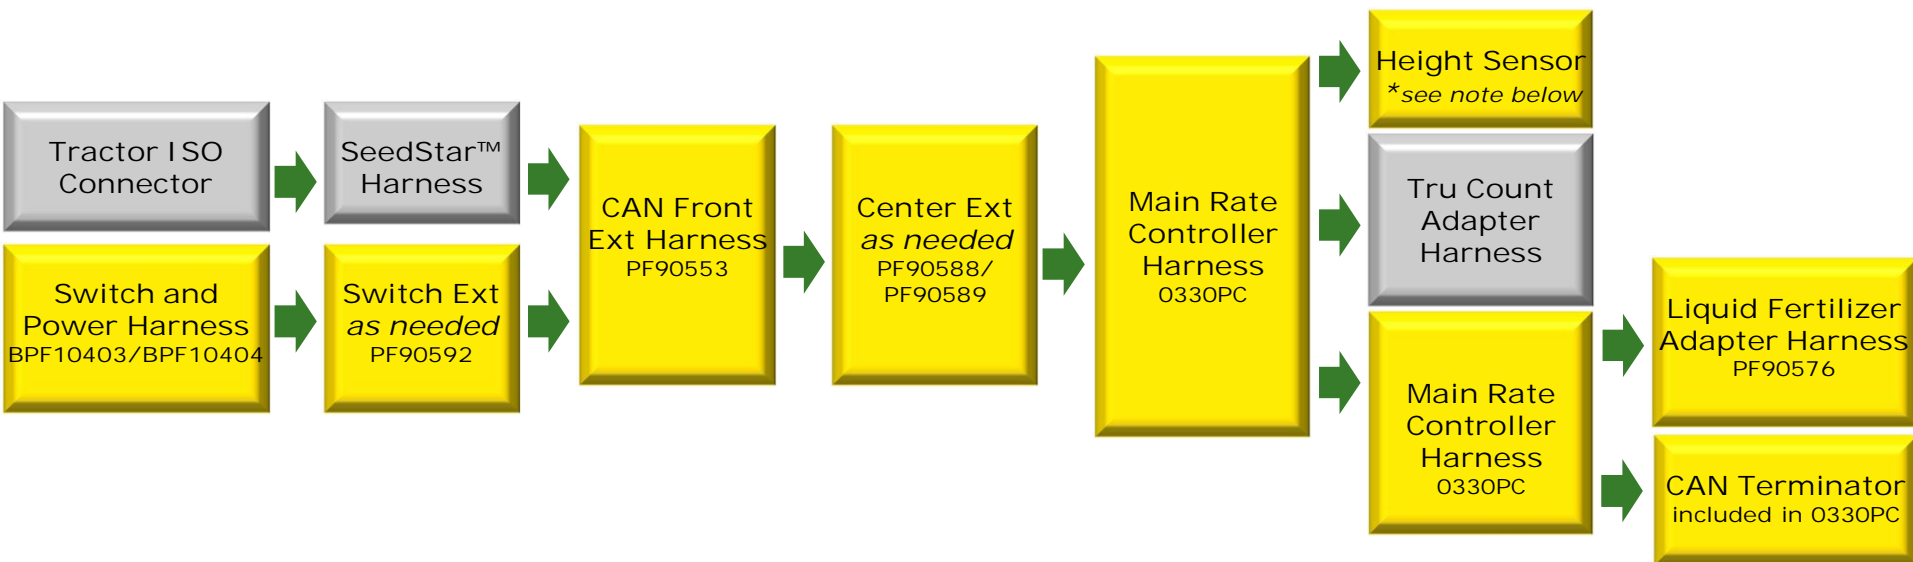 Tractor ISO
Connector
SeedStar™
Harness
Switch and
Power Harness
BPF10403/BPF10404
Switch Ext
as needed
PF90592
CAN Front
Ext Harness
PF90553
Center Ext
as needed
PF90588/
PF90589
Main Rate
Controller
Harness
0330PC
Height Sensor
*see note below
Tru Count
Adapter
Harness
Main Rate
Controller
Harness
0330PC
Liquid Fertilizer
Adapter Harness
PF90576
CAN Terminator
included in 0330PC